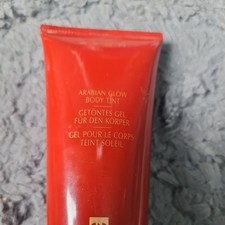 ARABIAN GLOW
BODY TINT
GETÖNTES GEL
FÜR DEN KÖRPER
GEL POUR LE CORPS
TEINT SOLEIL